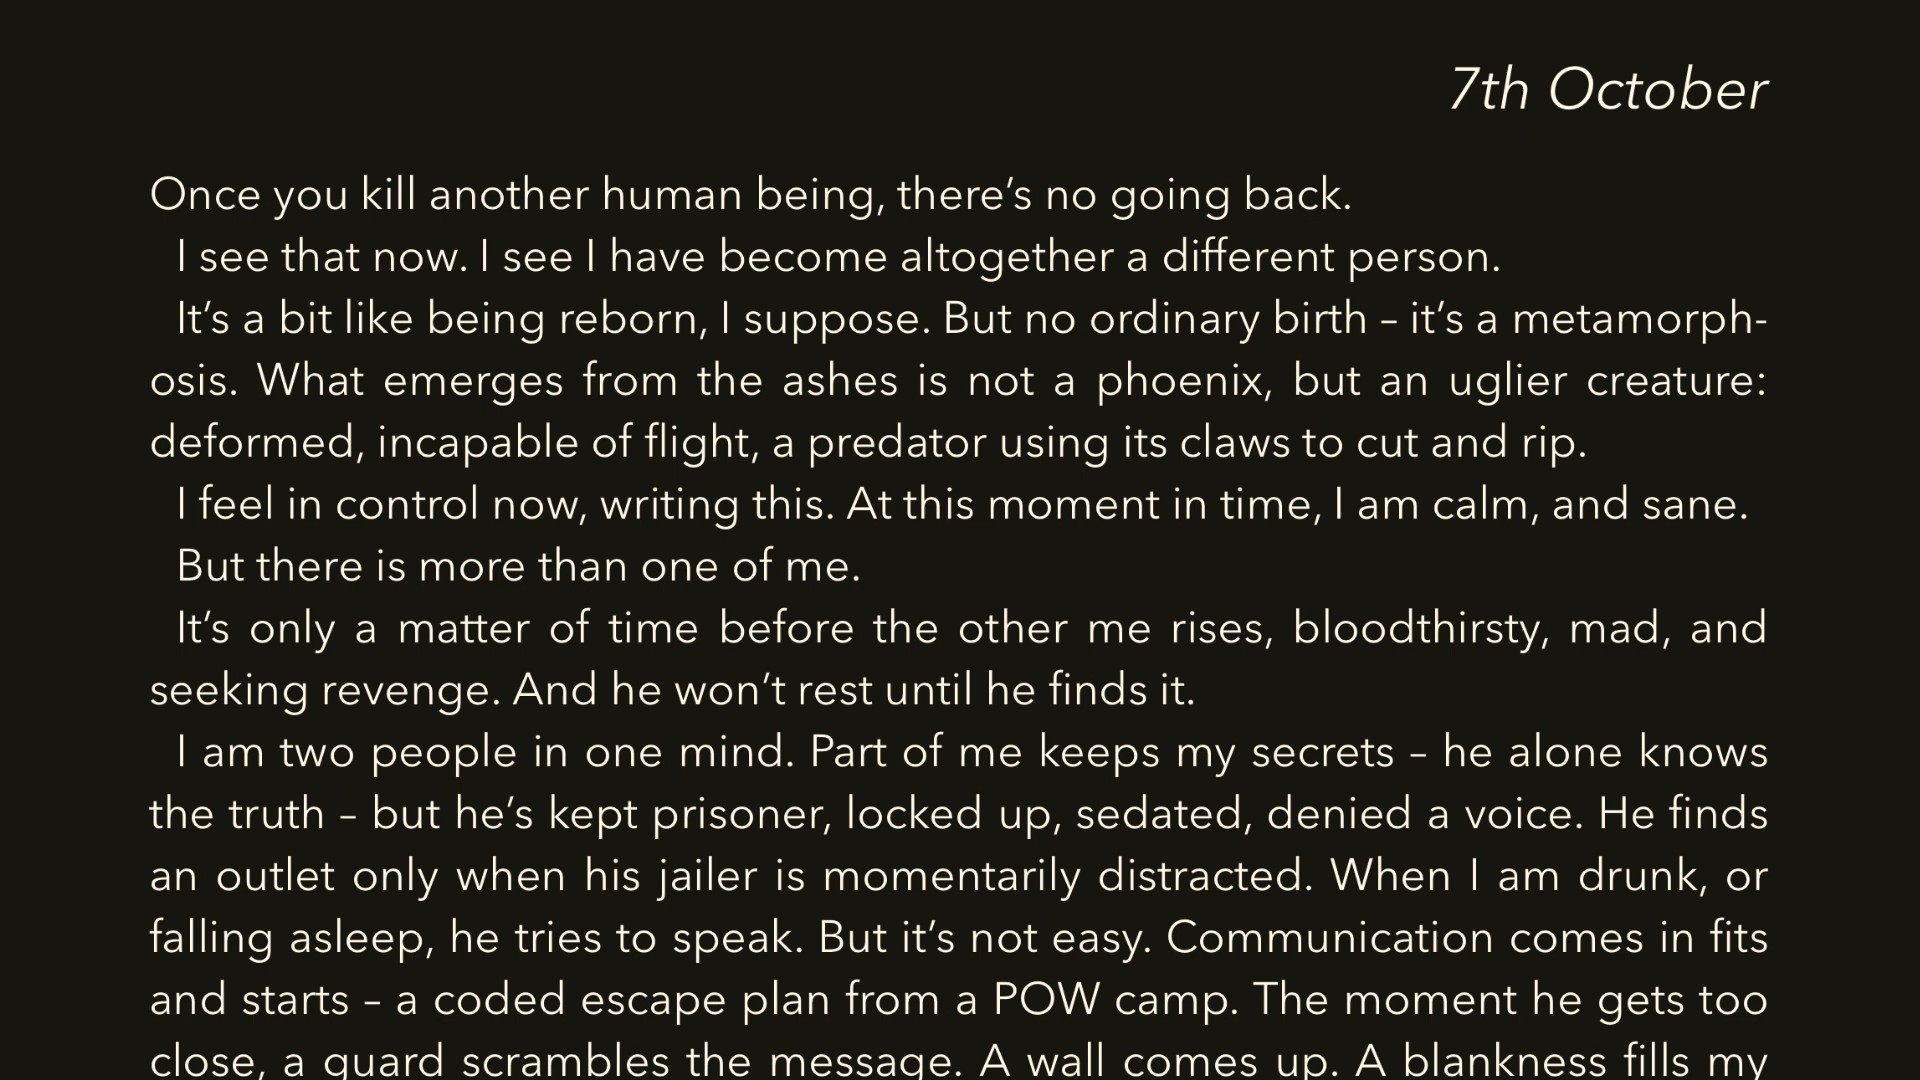 7th October
Once you kill another human being, there’s no going back.
I see that now. I see I have become altogether a different person.
It’s a bit like being reborn, I suppose. But no ordinary birth – it’s a metamorph-
osis. What emerges from the ashes is not a phoenix, but an uglier creature:
deformed, incapable of flight, a predator using its claws to cut and rip.
I feel in control now, writing this. At this moment in time, I am calm, and sane.
But there is more than one of me.
It’s only a matter of time before the other me rises, bloodthirsty, mad, and
seeking revenge. And he won’t rest until he finds it.
I am two people in one mind. Part of me keeps my secrets – he alone knows
the truth – but he’s kept prisoner, locked up, sedated, denied a voice. He finds
an outlet only when his jailer is momentarily distracted. When I am drunk, or
falling asleep, he tries to speak. But it’s not easy. Communication comes in fits
and starts – a coded escape plan from a POW camp. The moment he gets too
close, a guard scrambles the message. A wall comes up. A blankness fills my